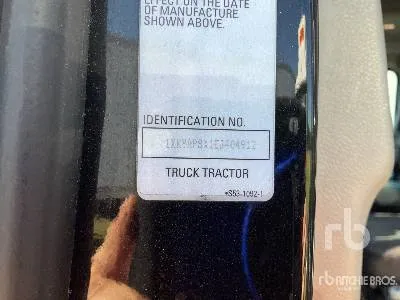 EFFECT ON THE DATE
OF MANUFACTURE
SHOWN ABOVE.
IDENTIFICATION NO.
TRUCK TRACTOR
rb
RITCHIE BROS.